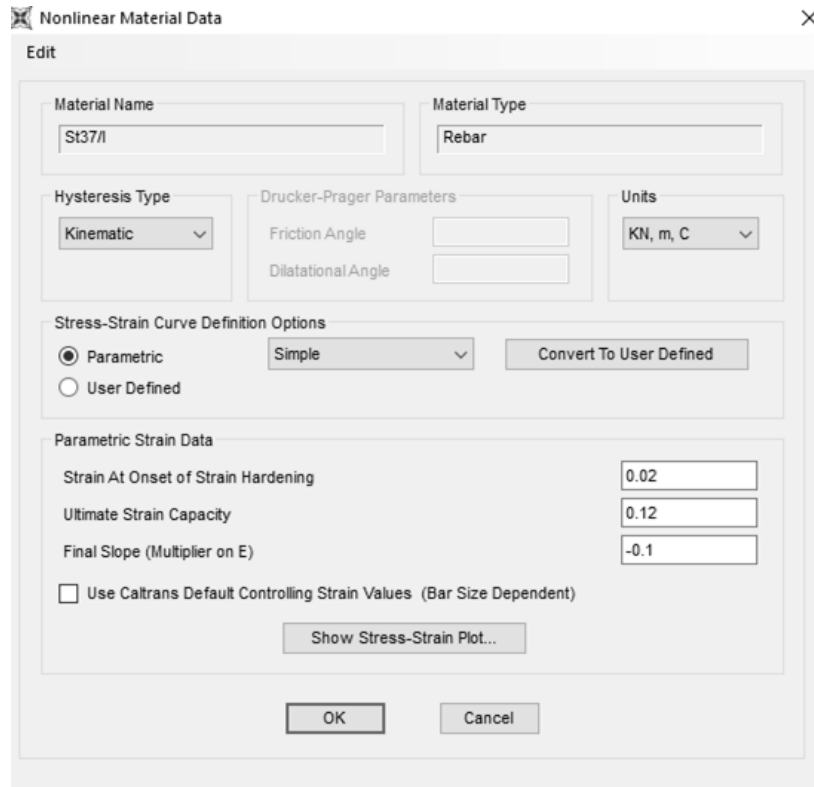 Nonlinear Material Data
Edit
Material Name
St37/I
Material Type
Rebar
Hysteresis Type
Kinematic
Drucker-Prager Parameters
Friction Angle
Dilatational Angle
Units
KN, m, C
Stress-Strain Curve Definition Options
Parametric
User Defined
Simple
Convert To User Defined
Parametric Strain Data
Strain At Onset of Strain Hardening 0.02
Ultimate Strain Capacity 0.12
Final Slope (Multiplier on E) -0.1
Use Caltrans Default Controlling Strain Values (Bar Size Dependent)
Show Stress-Strain Plot...
OK Cancel